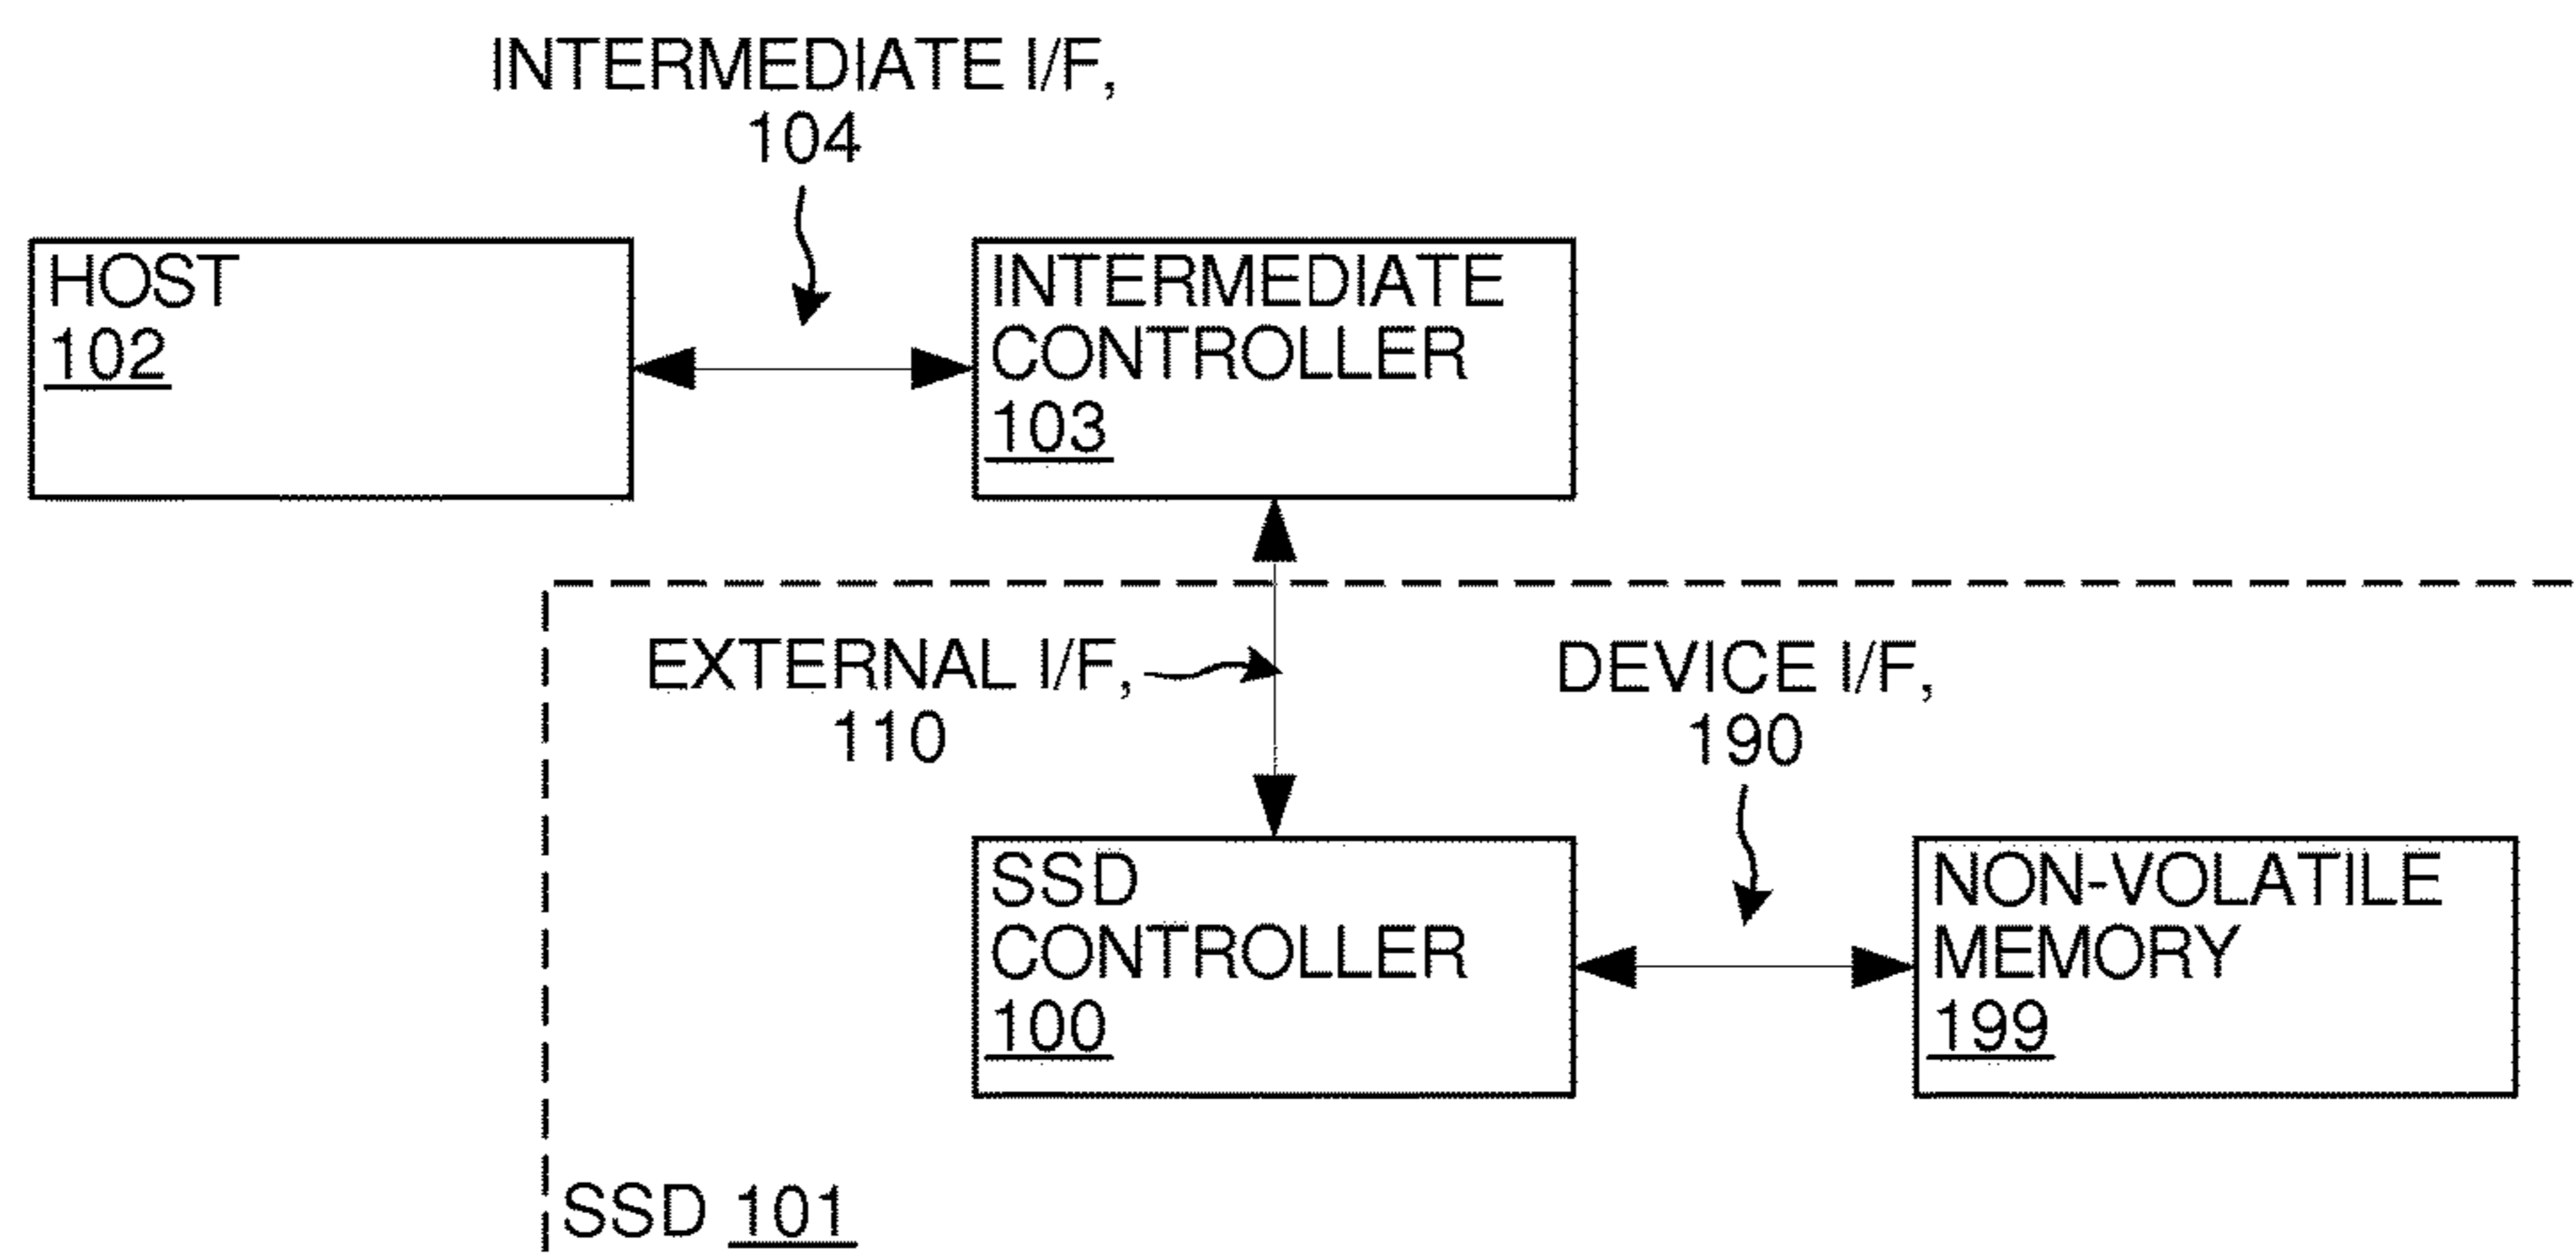 INTERMEDIATE I/F,
104
HOST
102
INTERMEDIATE
CONTROLLER
103
EXTERNAL I/F,
110
DEVICE I/F,
190
SSD
CONTROLLER
100
NON-VOLATILE
MEMORY
199
SSD 101